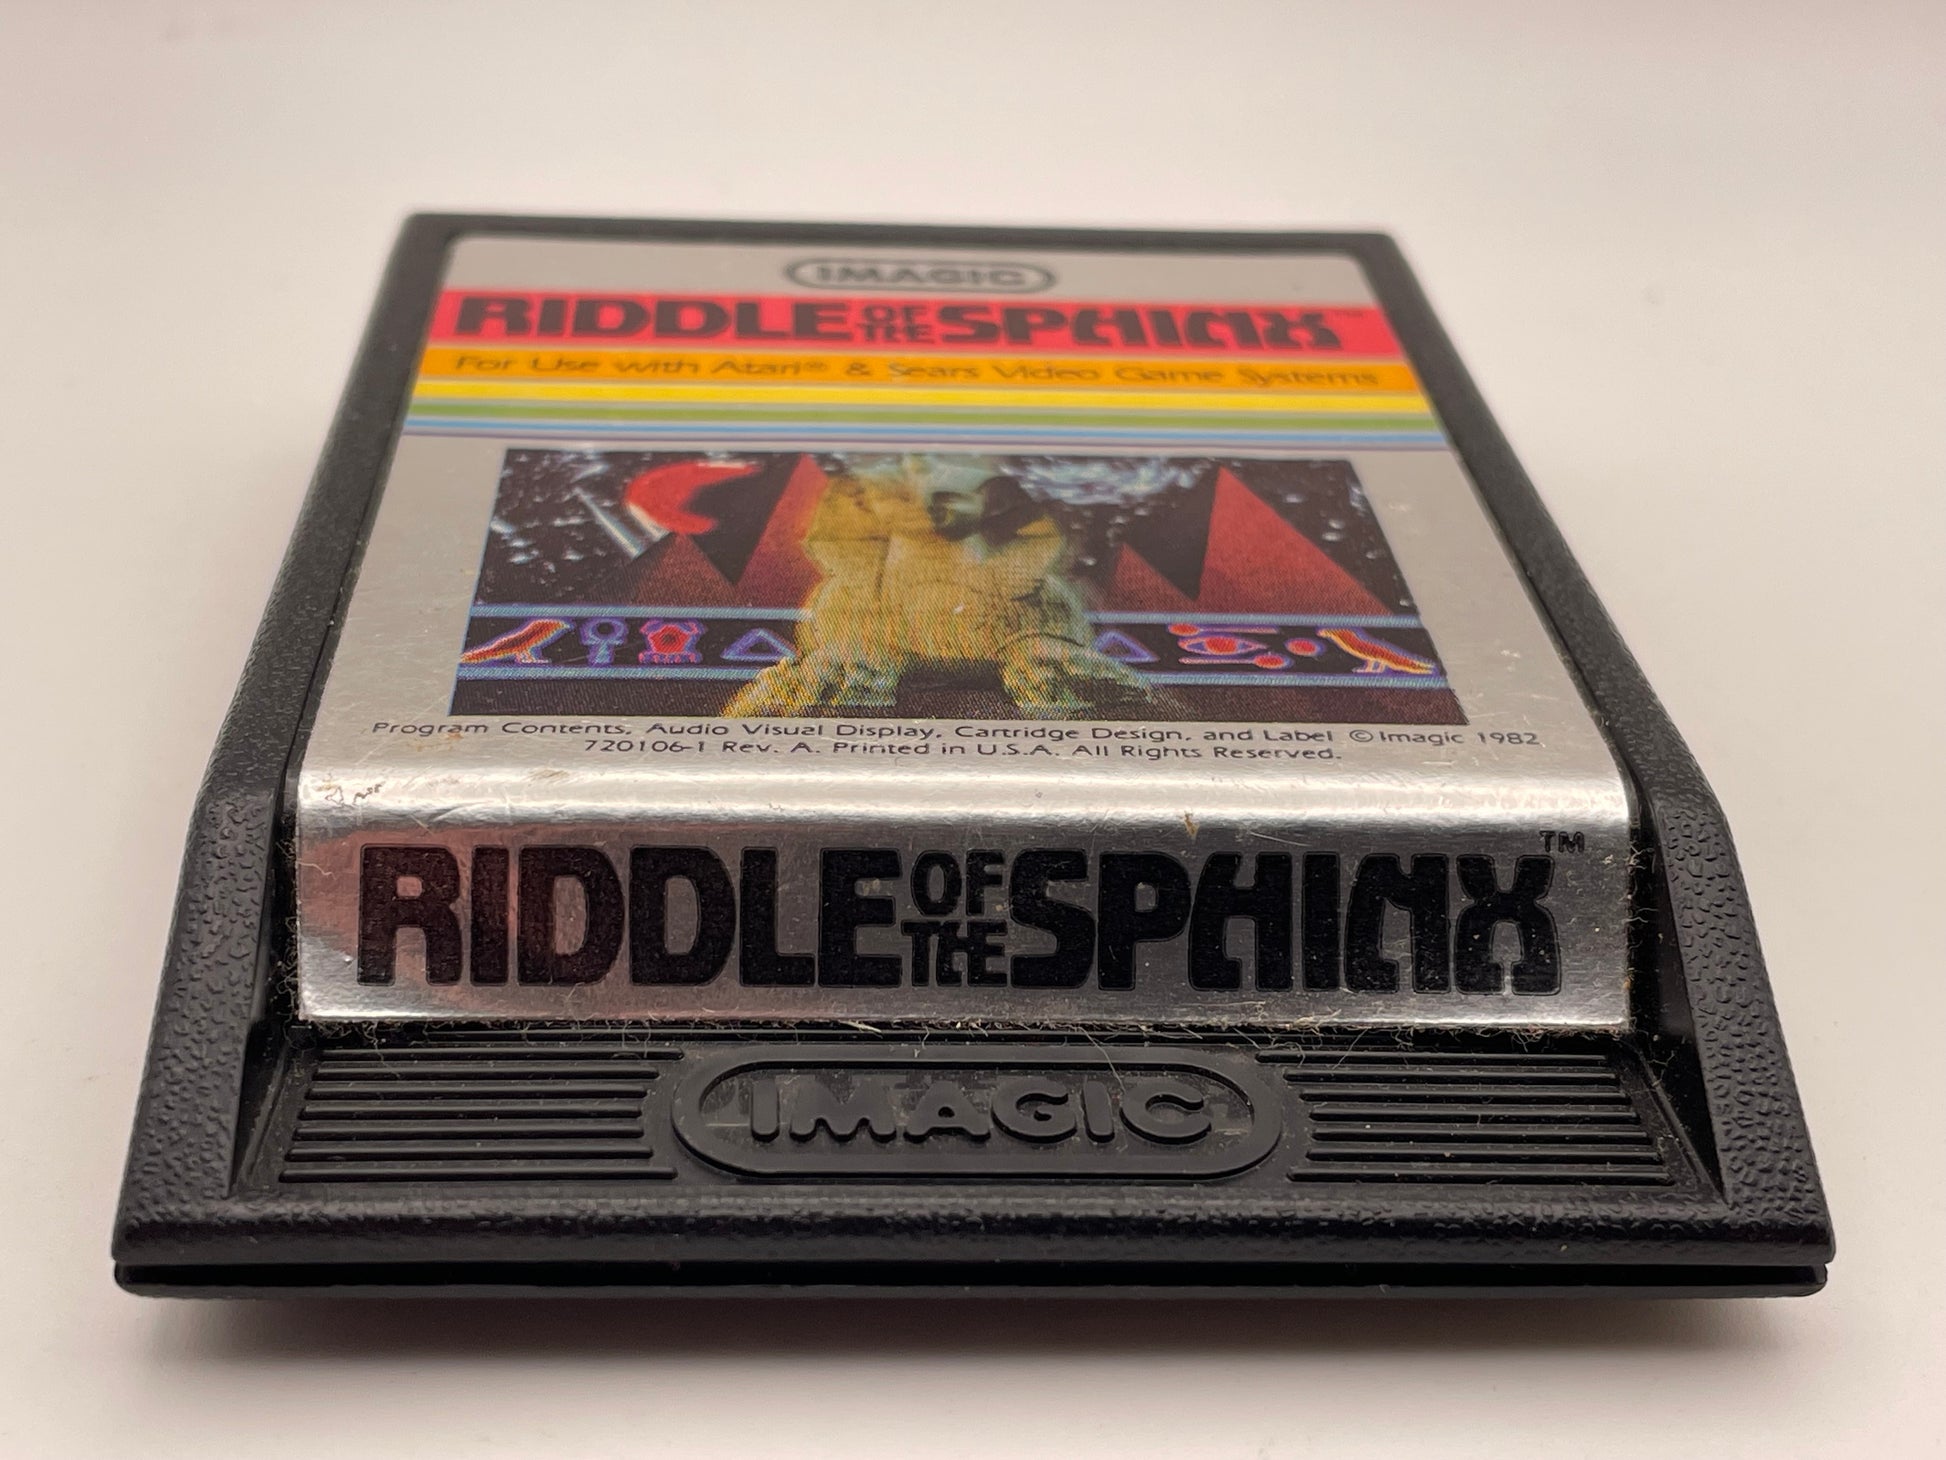 IMAGIC
RIDDLE OF THE SPHINX™
For Use with Atari® & Sears Video Game Systems
Program Contents, Audio Visual Display, Cartridge Design, and Label © Imagic 1982
720106-1 Rev. A. Printed in U.S.A. All Rights Reserved.
RIDDLE OF THE SPHINX™
IMAGIC